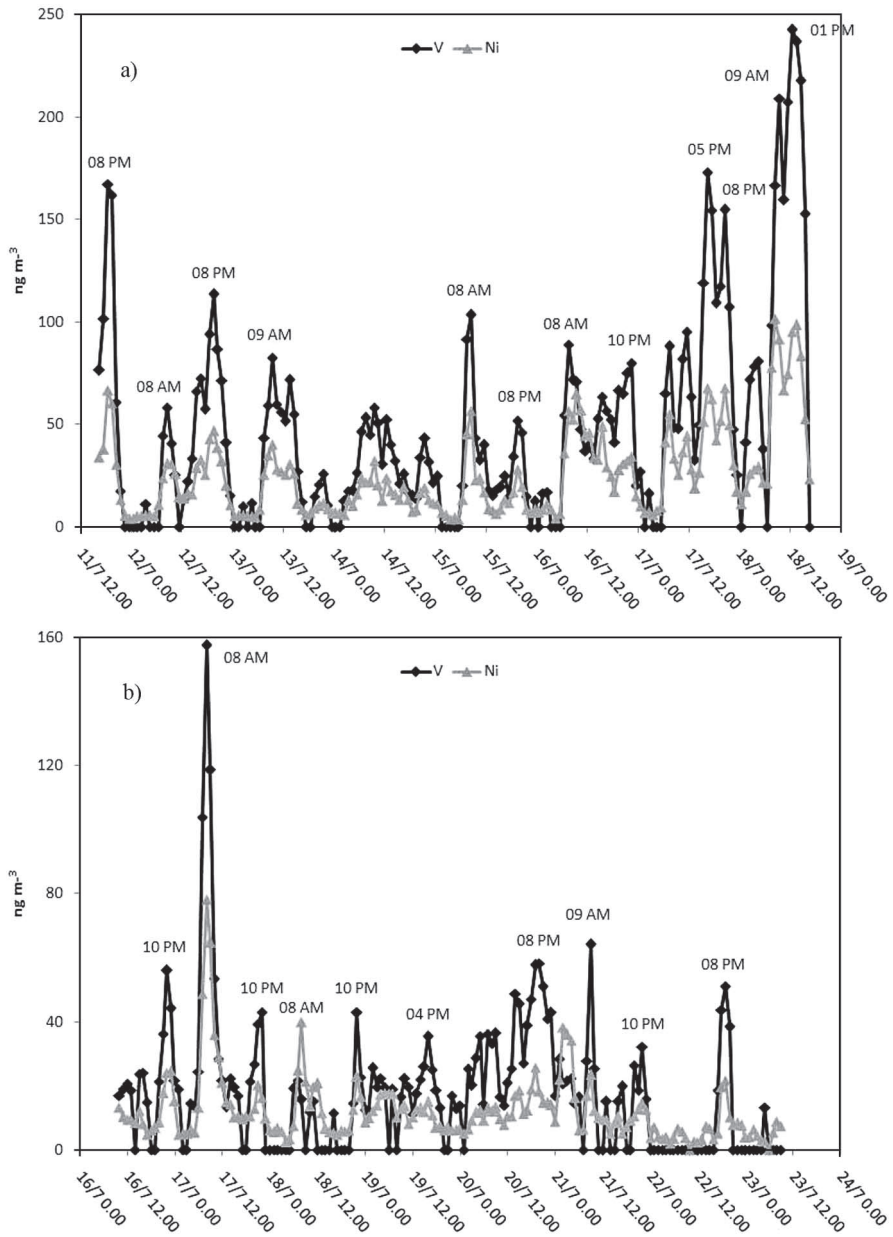 250
V Ni
01 PM
a)
09 AM
200
08 PM
05 PM
08 PM
150
08 PM
ng m-³
08 AM
100
09 AM
08 AM
10 PM
08 AM
08 PM
50
0
11/7 12.00
12/7 0.00
12/7 12.00
13/7 0.00
13/7 12.00
14/7 0.00
14/7 12.00
15/7 0.00
15/7 12.00
16/7 0.00
16/7 12.00
17/7 0.00
17/7 12.00
18/7 0.00
18/7 12.00
19/7 0.00
160
08 AM
V Ni
b)
120
ng m-³
80
10 PM
09 AM
08 PM
10 PM
08 AM
10 PM
04 PM
08 PM
10 PM
40
0
16/7 0.00
16/7 12.00
17/7 0.00
17/7 12.00
18/7 0.00
18/7 12.00
19/7 0.00
19/7 12.00
20/7 0.00
20/7 12.00
21/7 0.00
21/7 12.00
22/7 0.00
22/7 12.00
23/7 0.00
23/7 12.00
24/7 0.00